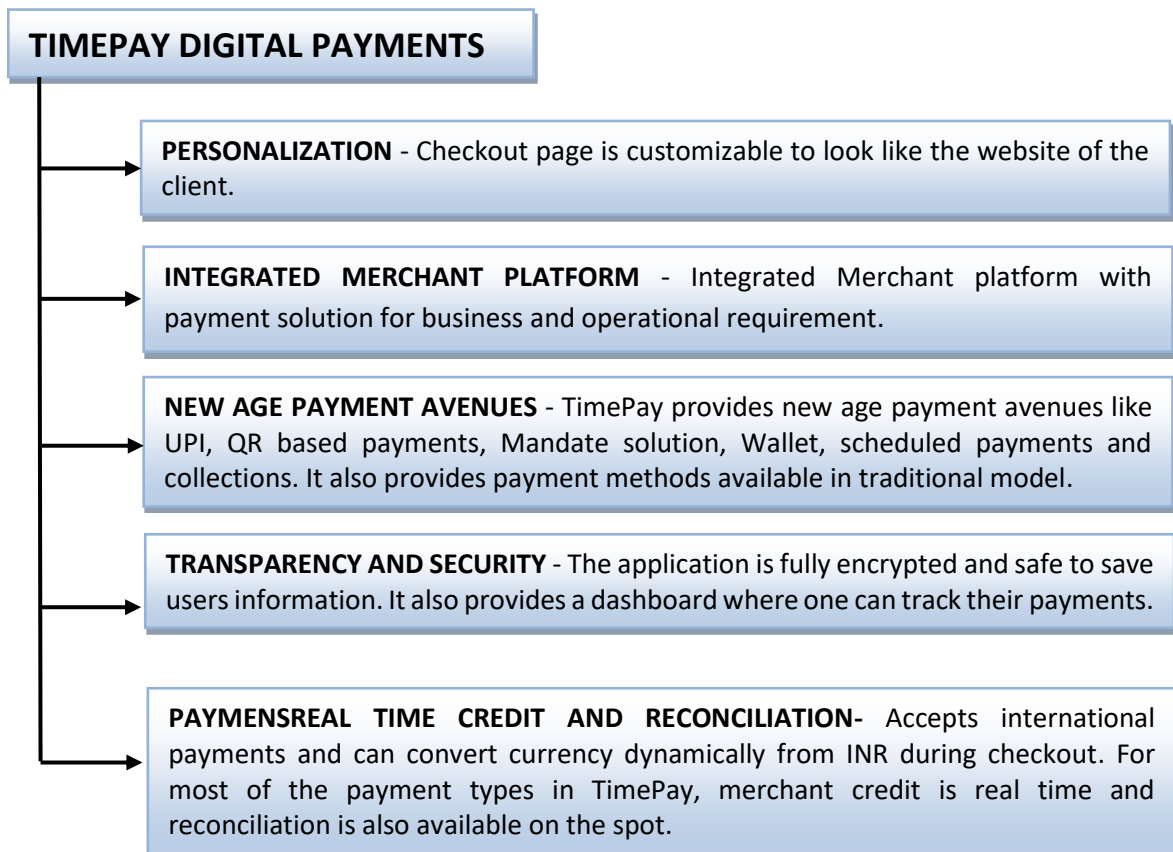 TIMEPAY DIGITAL PAYMENTS
PERSONALIZATION - Checkout page is customizable to look like the website of the
client.
INTEGRATED MERCHANT PLATFORM - Integrated Merchant platform with
payment solution for business and operational requirement.
NEW AGE PAYMENT AVENUES - TimePay provides new age payment avenues like
UPI, QR based payments, Mandate solution, Wallet, scheduled payments and
collections. It also provides payment methods available in traditional model.
TRANSPARENCY AND SECURITY - The application is fully encrypted and safe to save
users information. It also provides a dashboard where one can track their payments.
PAYMENSREAL TIME CREDIT AND RECONCILIATION- Accepts international
payments and can convert currency dynamically from INR during checkout. For
most of the payment types in TimePay, merchant credit is real time and
reconciliation is also available on the spot.